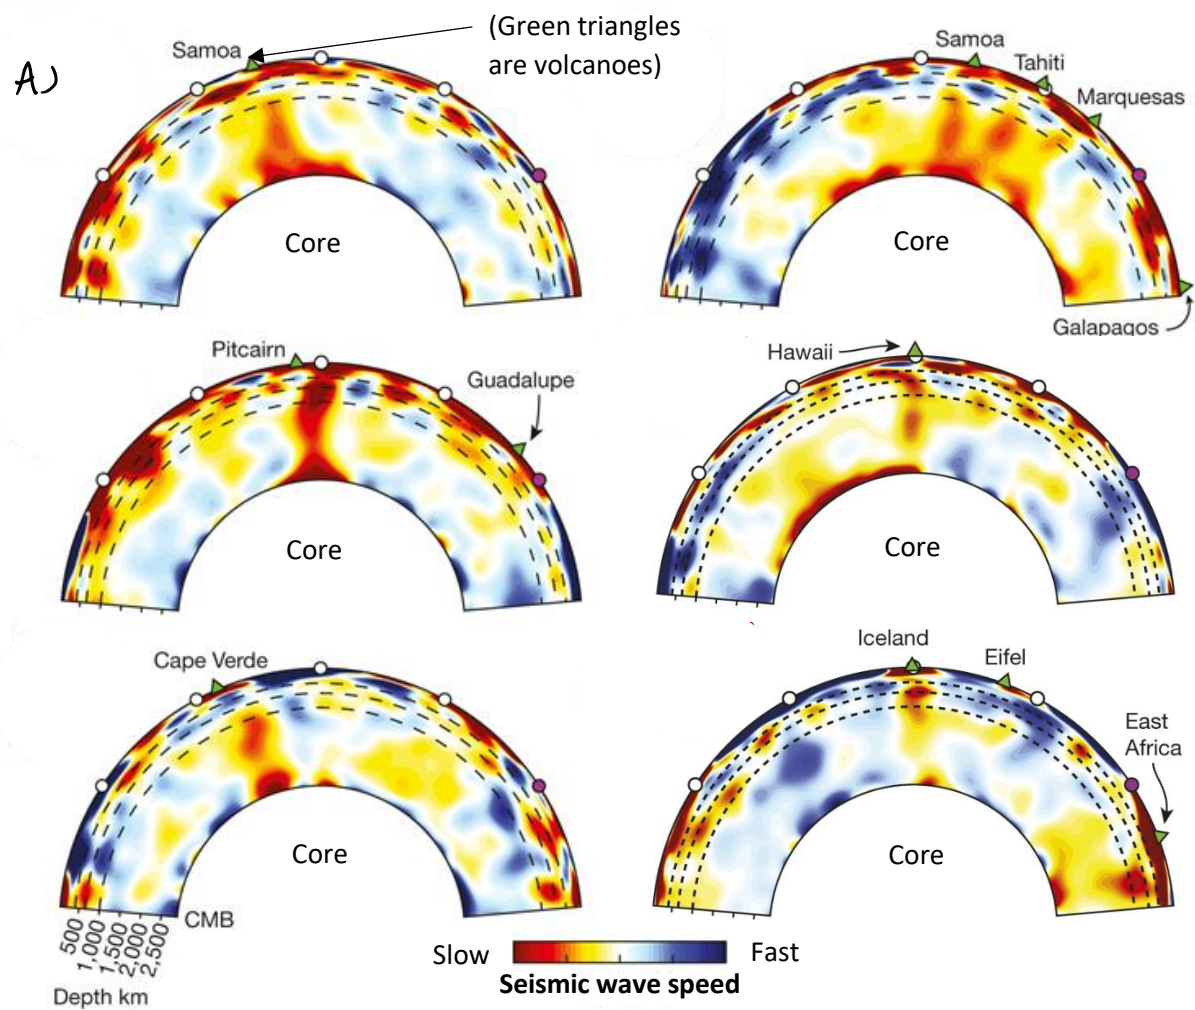 A)
Samoa
(Green triangles
are volcanoes)
Core
Samoa
Tahiti
Marquesas
Core
Galapagos
Pitcairn
Guadalupe
Core
Hawaii
Core
Cape Verde
Core
CMB
500
1,000
1,500
2,000
2,500
Depth km
Iceland
Eifel
East
Africa
Core
Slow
Fast
Seismic wave speed